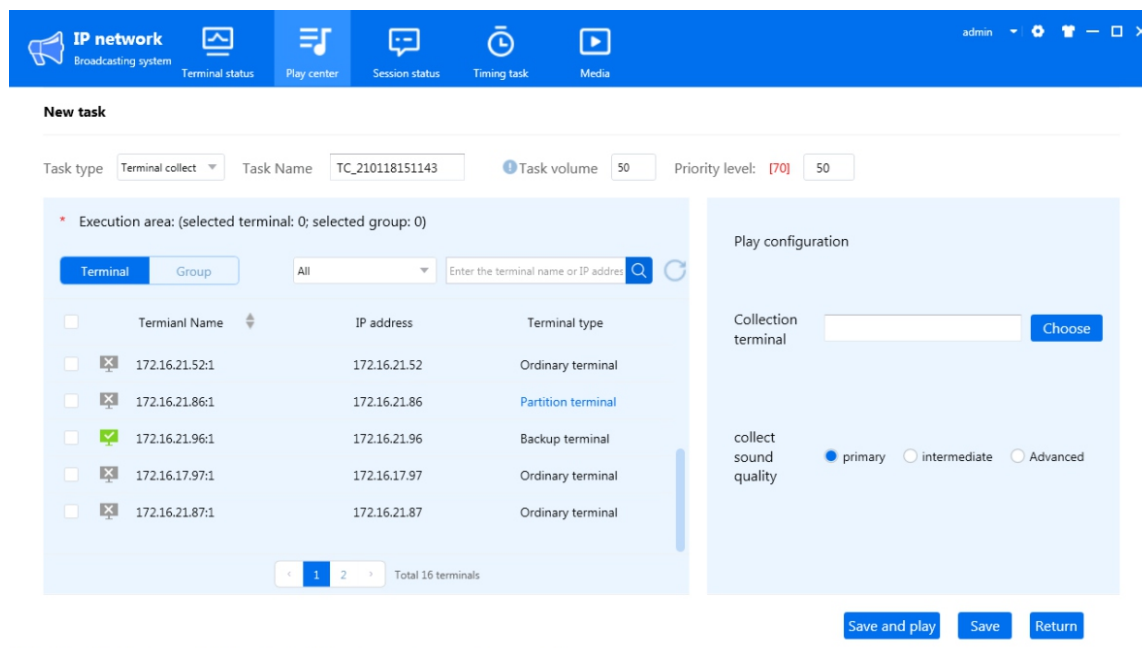 IP network
Broadcasting system
Terminal status
Play center
Session status
Timing task
Media
admin
New task
Task type Terminal collect Task Name TC_210118151143 Task volume 50 Priority level: [70] 50
* Execution area: (selected terminal: 0; selected group: 0)
Terminal Group All Enter the terminal name or IP addres
Termianl Name IP address Terminal type
172.16.21.52:1 172.16.21.52 Ordinary terminal
172.16.21.86:1 172.16.21.86 Partition terminal
172.16.21.96:1 172.16.21.96 Backup terminal
172.16.17.97:1 172.16.17.97 Ordinary terminal
172.16.21.87:1 172.16.21.87 Ordinary terminal
1 2 Total 16 terminals
Play configuration
Collection
terminal
Choose
collect
sound
quality
primary intermediate Advanced
Save and play Save Return